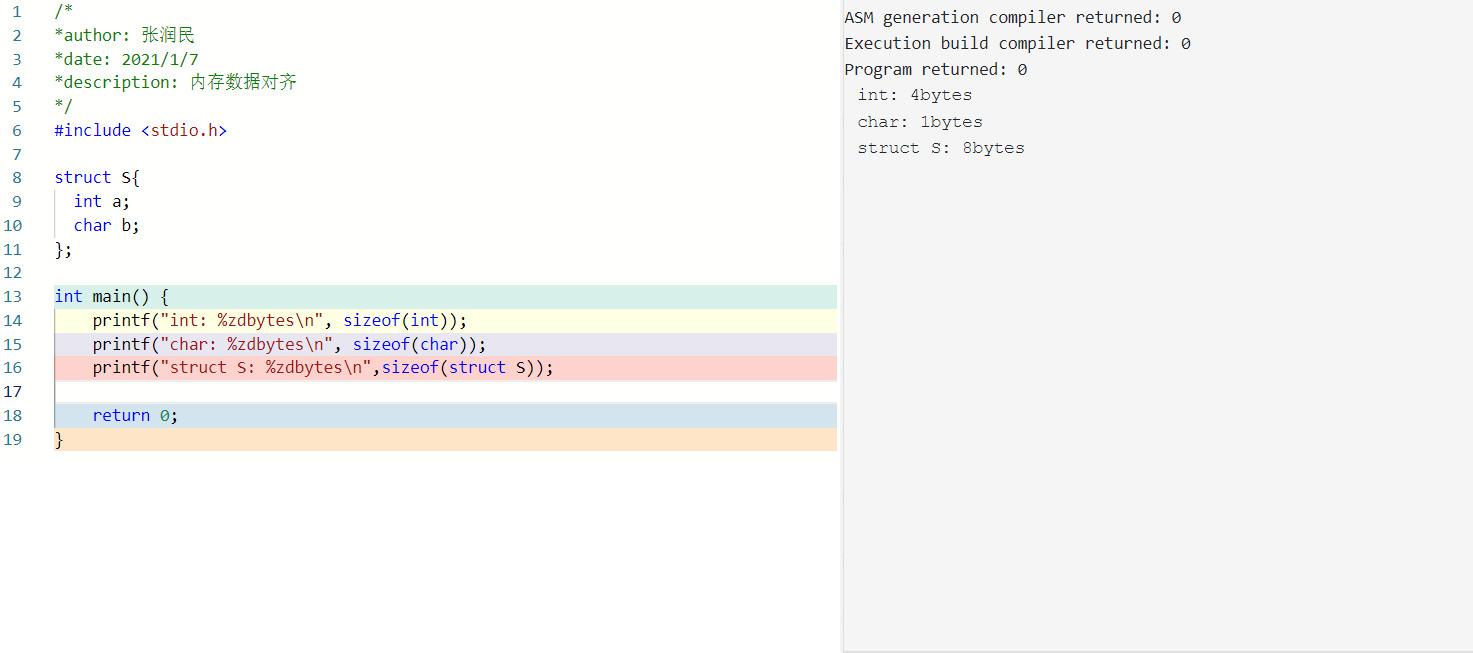 1 /*
2 *author: 张润民
3 *date: 2021/1/7
4 *description: 内存数据对齐
5 */
6 #include <stdio.h>
7
8 struct S{
9 int a;
10 char b;
11 };
12
13 int main() {
14 printf("int: %zdbytes\n", sizeof(int));
15 printf("char: %zdbytes\n", sizeof(char));
16 printf("struct S: %zdbytes\n",sizeof(struct S));
17
18 return 0;
19 }
ASM generation compiler returned: 0
Execution build compiler returned: 0
Program returned: 0
int: 4bytes
char: 1bytes
struct S: 8bytes